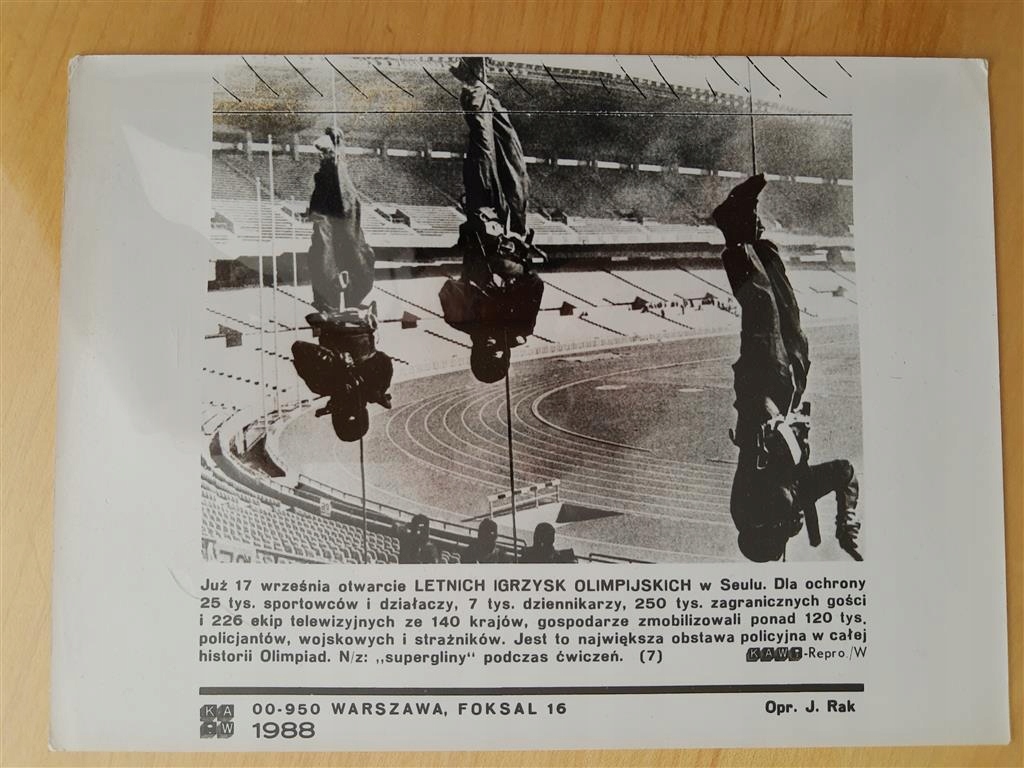 Już 17 września otwarcie LETNICH IGRZYSK OLIMPIJSKICH w Seulu. Dla ochrony
25 tys. sportowców i działaczy, 7 tys. dziennikarzy, 250 tys. zagranicznych gości
i 226 ekip telewizyjnych ze 140 krajów, gospodarze zmobilizowali ponad 120 tys.
policjantów, wojskowych i strażników. Jest to największa obstawa policyjna w całej
historii Olimpiad. N/z: „supergliny" podczas ćwiczeń. (7) KAW-Repro./W
KAW 00-950 WARSZAWA, FOKSAL 16 Opr. J. Rak
1988